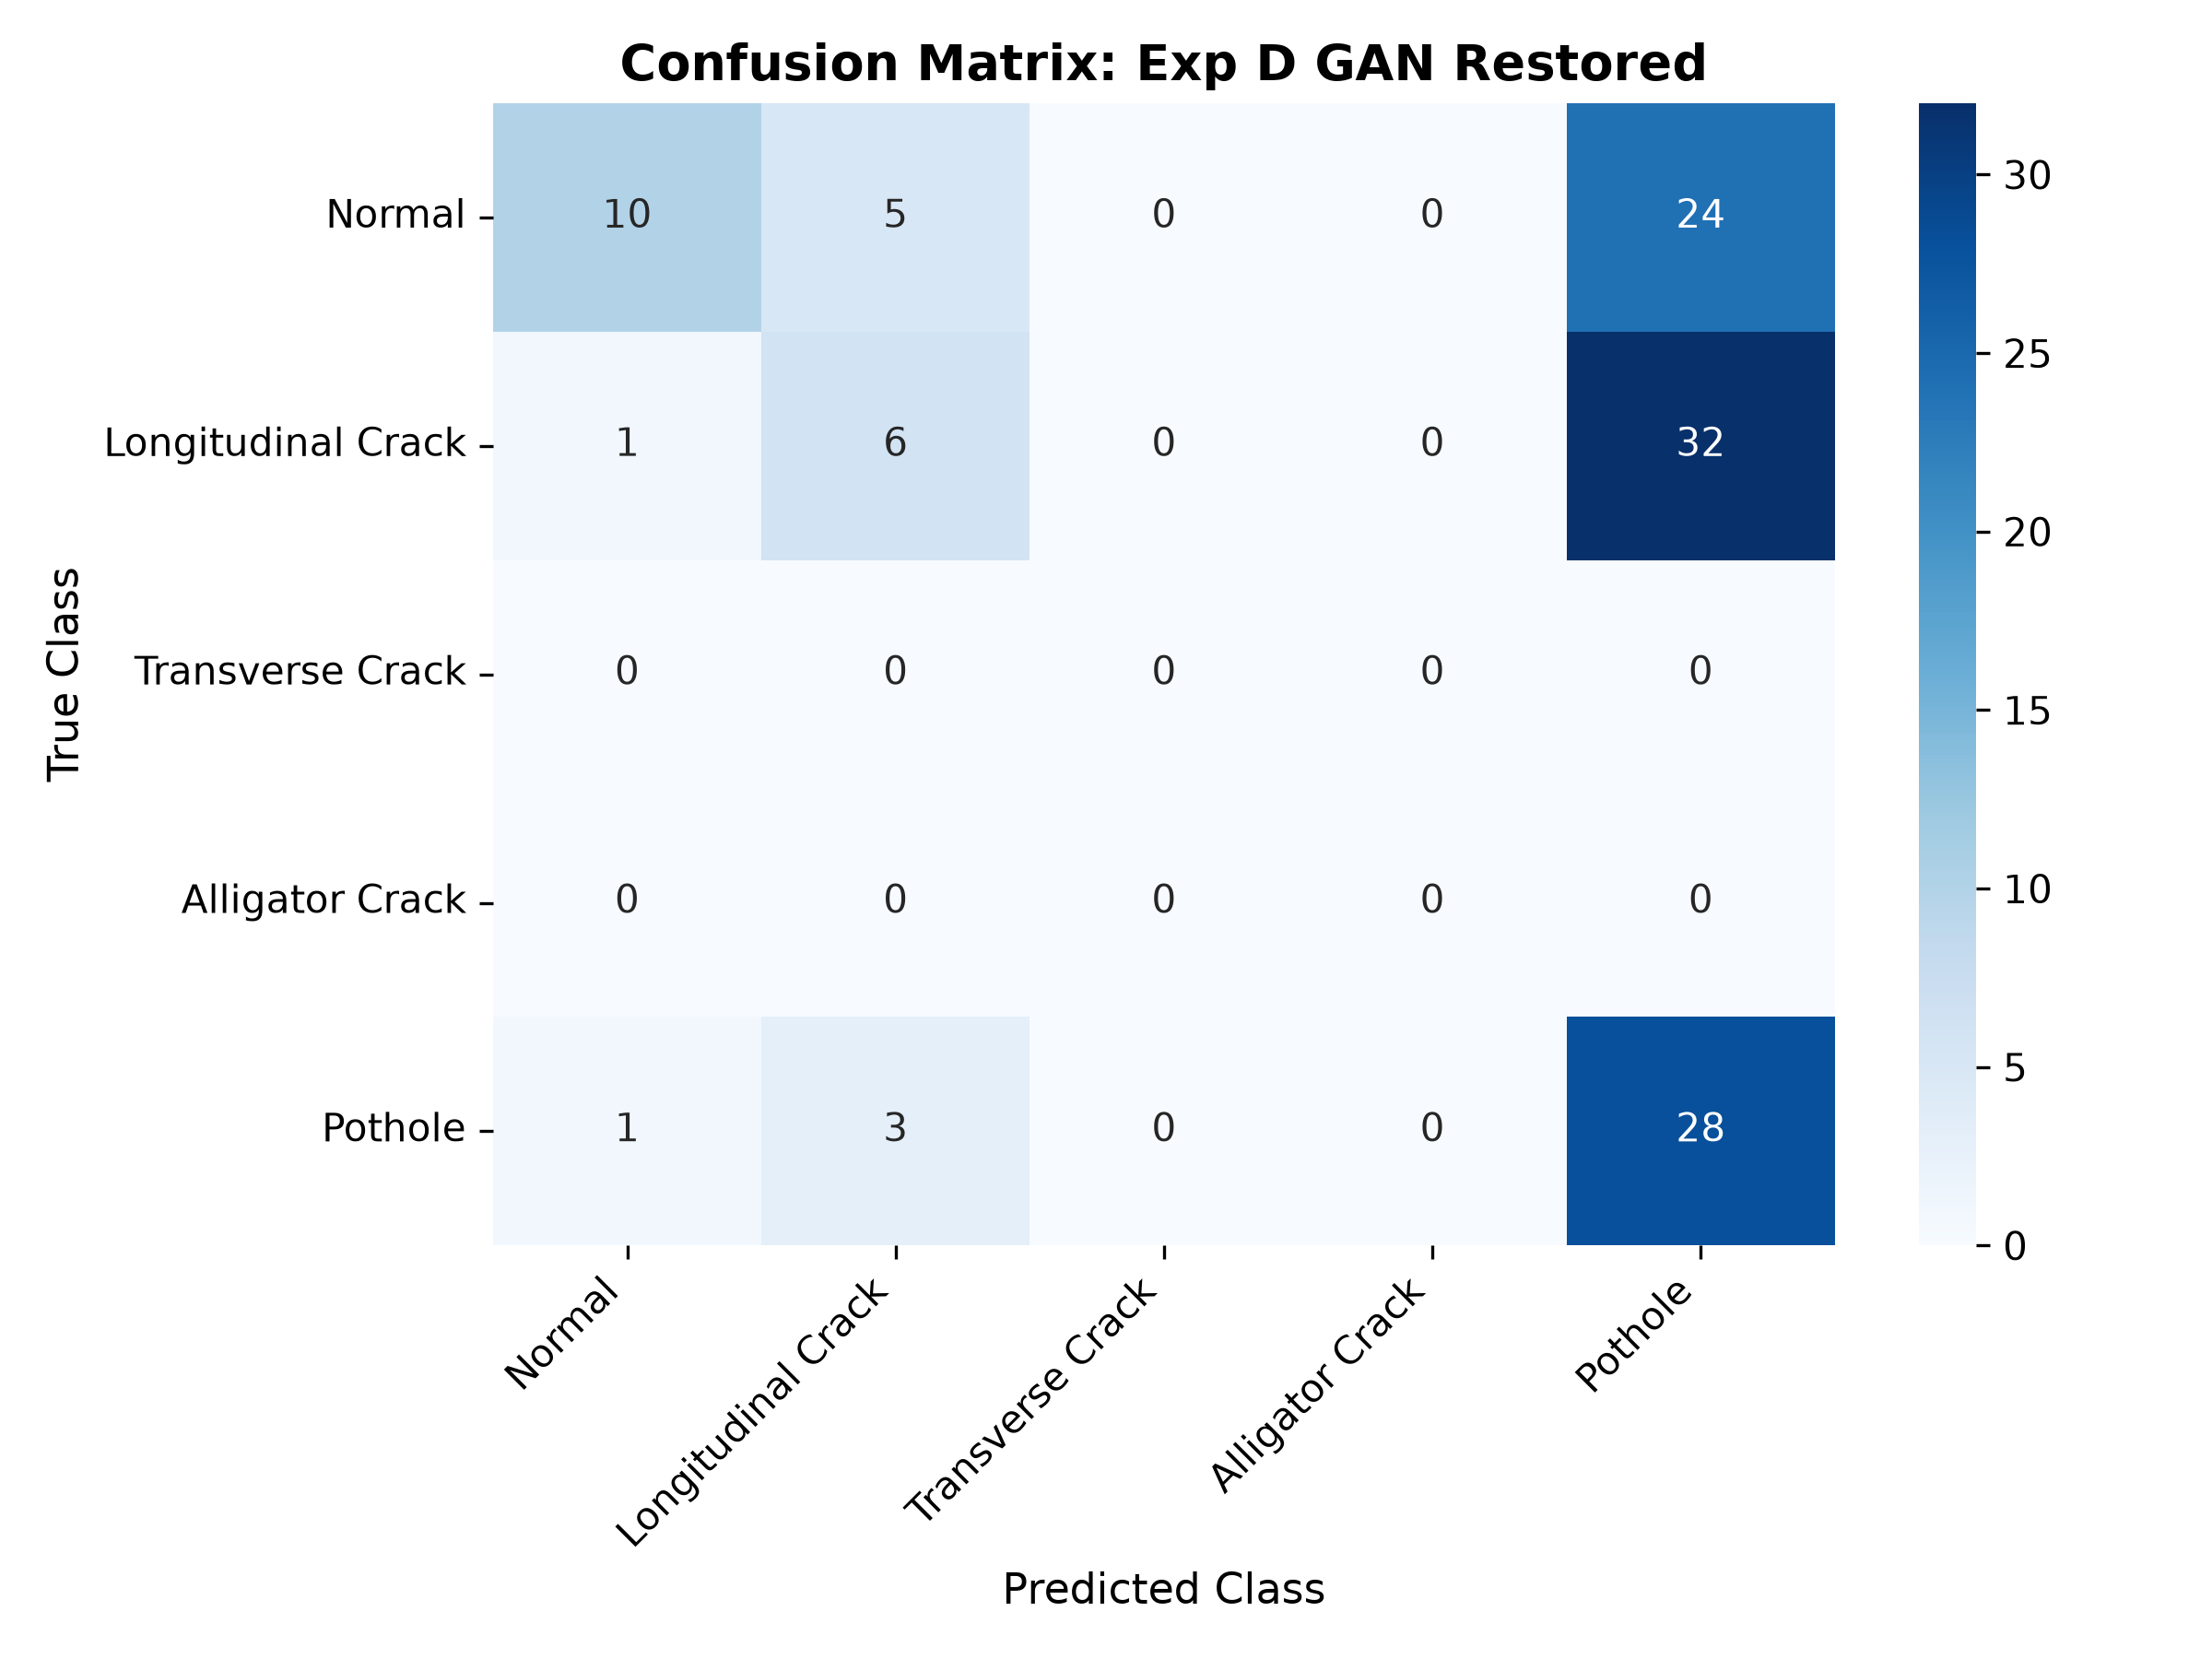 Confusion Matrix: Exp D GAN Restored
True Class
Normal 10 5 0 0 24
Longitudinal Crack 1 6 0 0 32
Transverse Crack 0 0 0 0 0
Alligator Crack 0 0 0 0 0
Pothole 1 3 0 0 28
Normal
Longitudinal Crack
Transverse Crack
Alligator Crack
Pothole
Predicted Class
30
25
20
15
10
5
0